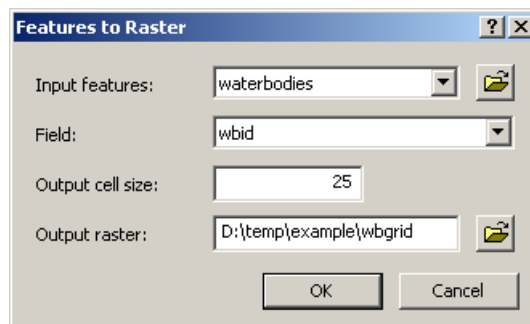 Features to Raster
Input features: waterbodies
Field: wbid
Output cell size: 25
Output raster: D:\temp\example\wbgrid
OK Cancel